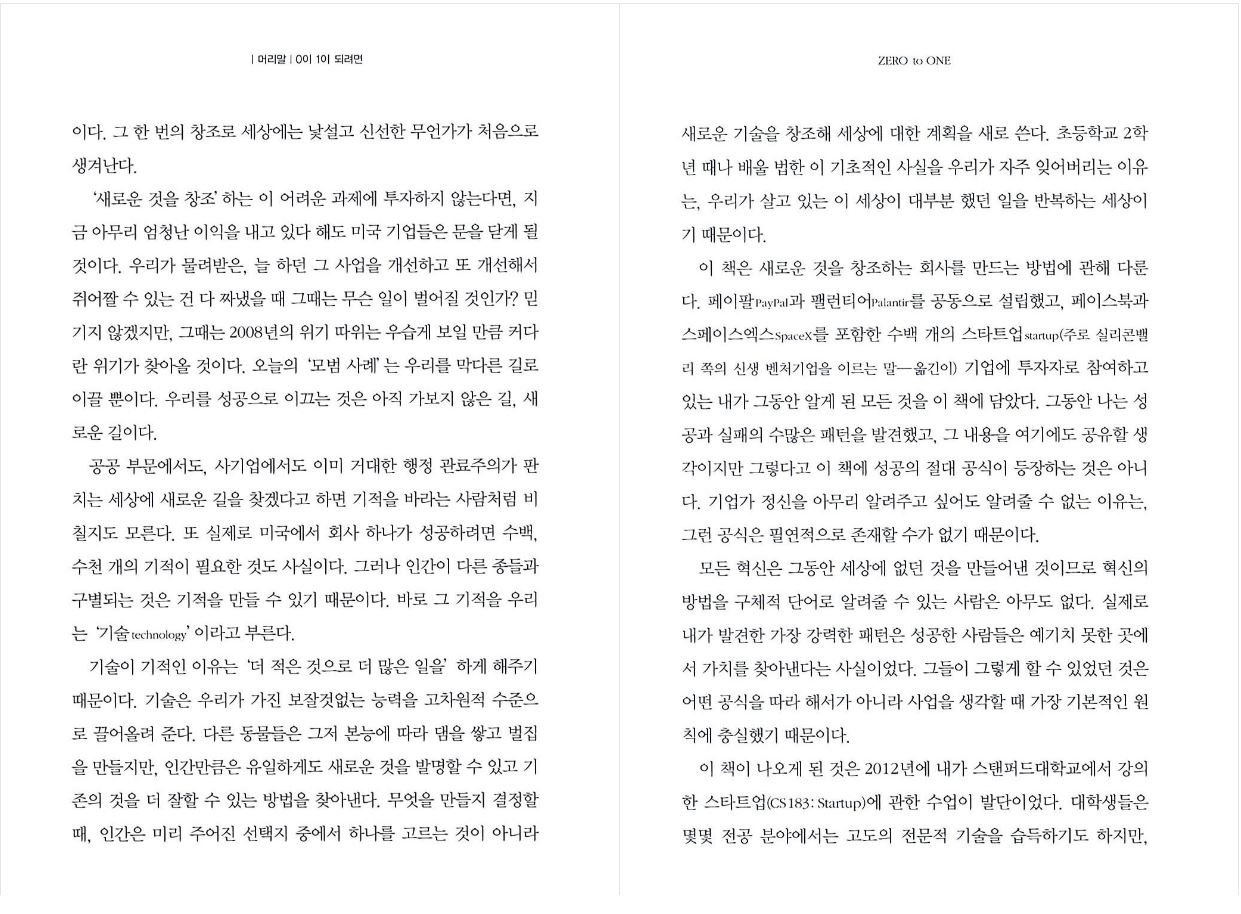 | 머리말 | 0이 1이 되려면
이다. 그 한 번의 창조로 세상에는 낯설고 신선한 무언가가 처음으로
생겨난다.
‘새로운 것을 창조’하는 이 어려운 과제에 투자하지 않는다면, 지
금 아무리 엄청난 이익을 내고 있다 해도 미국 기업들은 문을 닫게 될
것이다. 우리가 물려받은, 늘 하던 그 사업을 개선하고 또 개선해서
쥐어짤 수 있는 건 다 짜냈을 때 그때는 무슨 일이 벌어질 것인가? 믿
기지 않겠지만, 그때는 2008년의 위기 따위는 우습게 보일 만큼 커다
란 위기가 찾아올 것이다. 오늘의 ‘모범 사례’는 우리를 막다른 길로
이끌 뿐이다. 우리를 성공으로 이끄는 것은 아직 가보지 않은 길, 새
로운 길이다.
공공 부문에서도, 사기업에서도 이미 거대한 행정 관료주의가 판
치는 세상에 새로운 길을 찾겠다고 하면 기적을 바라는 사람처럼 비
칠지도 모른다. 또 실제로 미국에서 회사 하나가 성공하려면 수백,
수천 개의 기적이 필요한 것도 사실이다. 그러나 인간이 다른 종들과
구별되는 것은 기적을 만들 수 있기 때문이다. 바로 그 기적을 우리
는 ‘기술technology’이라고 부른다.
기술이 기적인 이유는 ‘더 적은 것으로 더 많은 일을’ 하게 해주기
때문이다. 기술은 우리가 가진 보잘것없는 능력을 고차원적 수준으
로 끌어올려 준다. 다른 동물들은 그저 본능에 따라 댐을 쌓고 벌집
을 만들지만, 인간만큼은 유일하게도 새로운 것을 발명할 수 있고 기
존의 것을 더 잘할 수 있는 방법을 찾아낸다. 무엇을 만들지 결정할
때, 인간은 미리 주어진 선택지 중에서 하나를 고르는 것이 아니라
ZERO to ONE
새로운 기술을 창조해 세상에 대한 계획을 새로 쓴다. 초등학교 2학
년 때나 배울 법한 이 기초적인 사실을 우리가 자주 잊어버리는 이유
는, 우리가 살고 있는 이 세상이 대부분 했던 일을 반복하는 세상이
기 때문이다.
이 책은 새로운 것을 창조하는 회사를 만드는 방법에 관해 다룬
다. 페이팔PayPal과 팰런티어Palantir를 공동으로 설립했고, 페이스북과
스페이스엑스SpaceX를 포함한 수백 개의 스타트업startup(주로 실리콘밸
리 쪽의 신생 벤처기업을 이르는 말—옮긴이) 기업에 투자자로 참여하고
있는 내가 그동안 알게 된 모든 것을 이 책에 담았다. 그동안 나는 성
공과 실패의 수많은 패턴을 발견했고, 그 내용을 여기에도 공유할 생
각이지만 그렇다고 이 책에 성공의 절대 공식이 등장하는 것은 아니
다. 기업가 정신을 아무리 알려주고 싶어도 알려줄 수 없는 이유는,
그런 공식은 필연적으로 존재할 수가 없기 때문이다.
모든 혁신은 그동안 세상에 없던 것을 만들어낸 것이므로 혁신의
방법을 구체적 단어로 알려줄 수 있는 사람은 아무도 없다. 실제로
내가 발견한 가장 강력한 패턴은 성공한 사람들은 예기치 못한 곳에
서 가치를 찾아낸다는 사실이었다. 그들이 그렇게 할 수 있었던 것은
어떤 공식을 따라 해서가 아니라 사업을 생각할 때 가장 기본적인 원
칙에 충실했기 때문이다.
이 책이 나오게 된 것은 2012년에 내가 스탠퍼드대학교에서 강의
한 스타트업(CS 183: Startup)에 관한 수업이 발단이었다. 대학생들은
몇몇 전공 분야에서는 고도의 전문적 기술을 습득하기도 하지만,